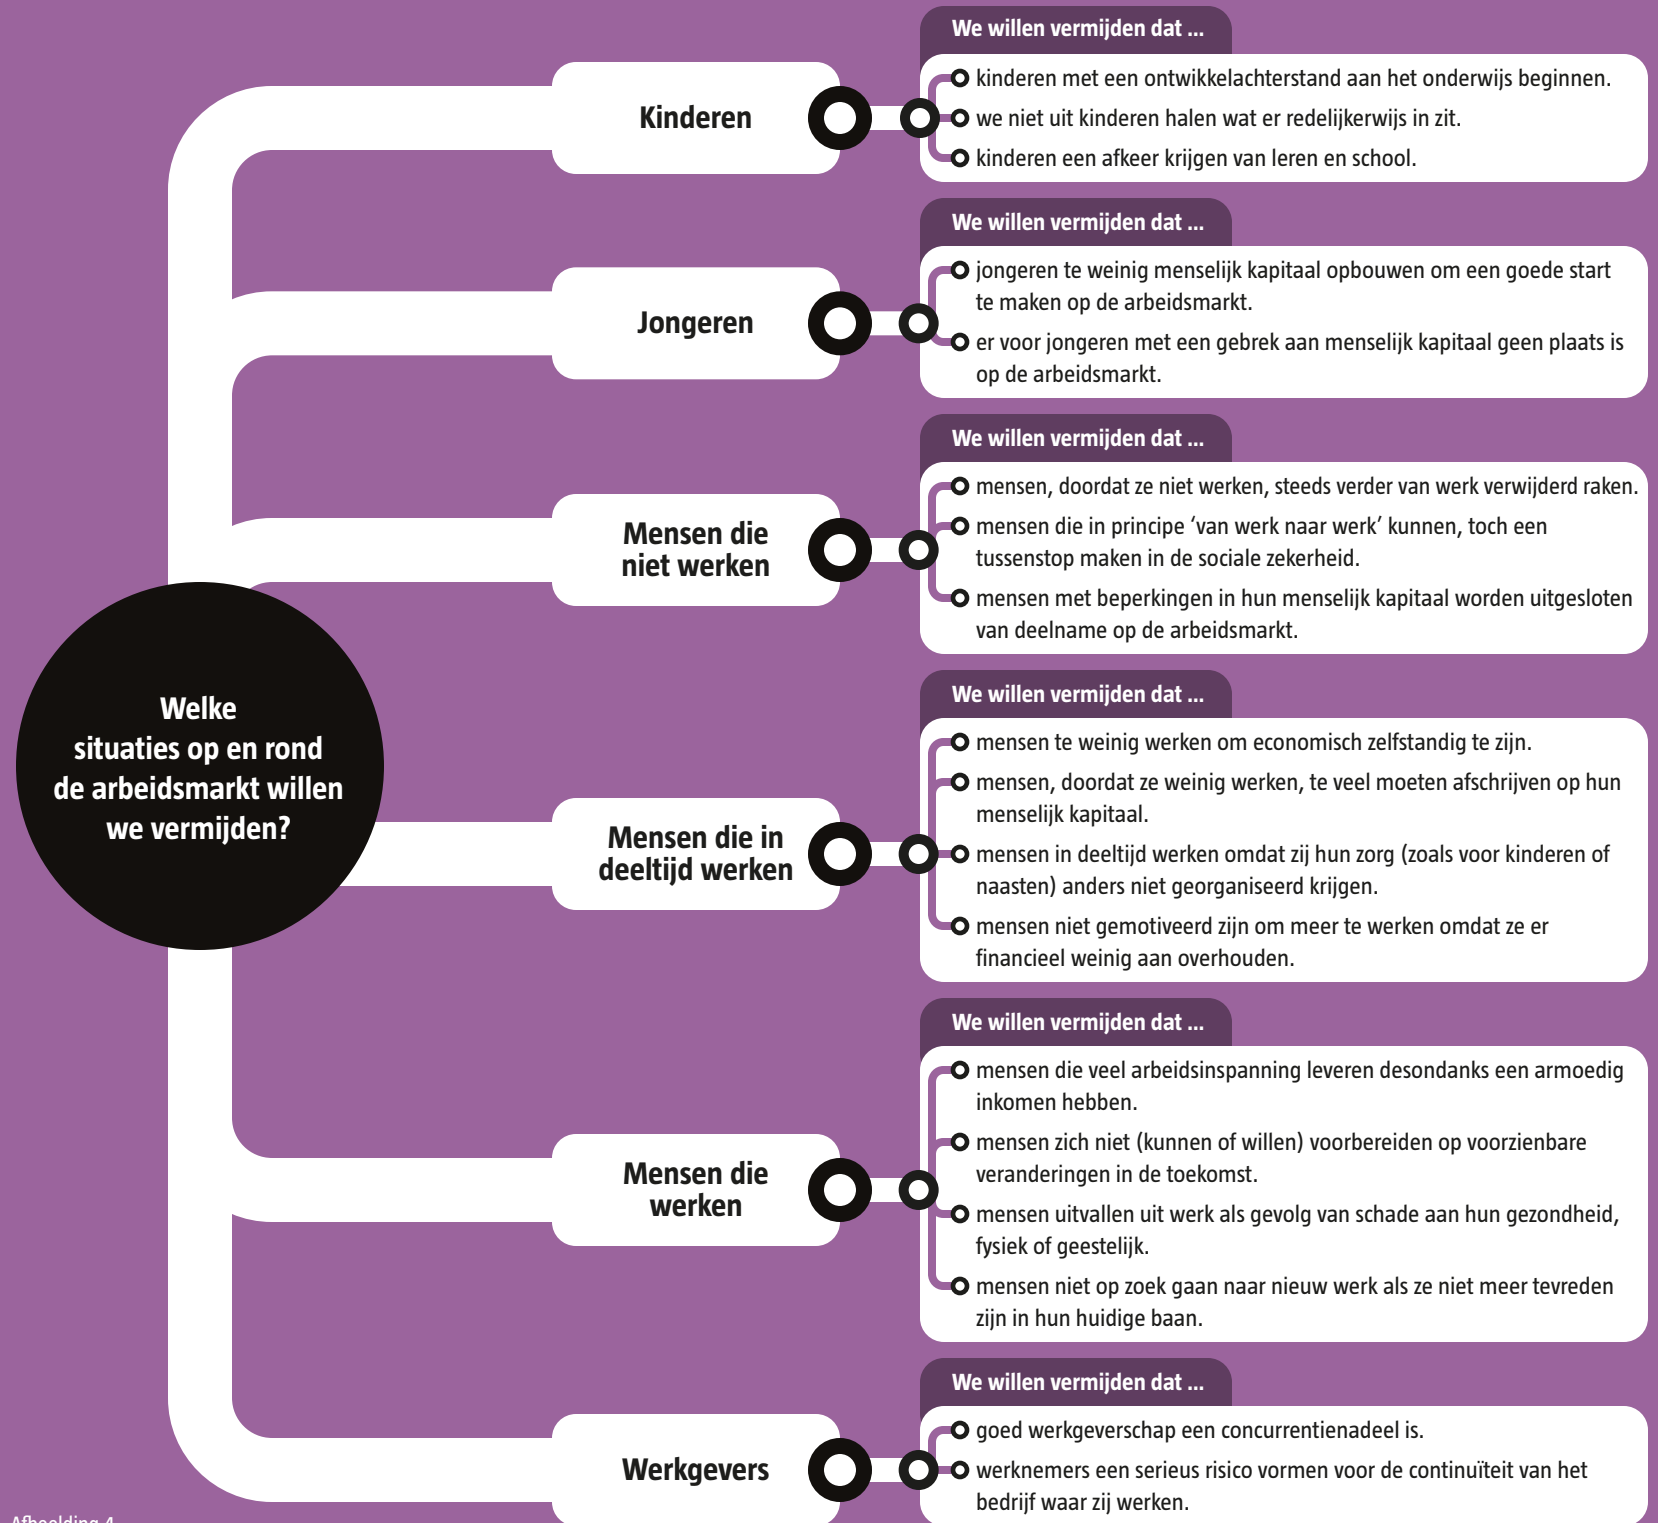 We willen vermijden dat ...
Kinderen
kinderen met een ontwikkelachterstand aan het onderwijs beginnen.
we niet uit kinderen halen wat er redelijkerwijs in zit.
kinderen een afkeer krijgen van leren en school.
We willen vermijden dat ...
Jongeren
jongeren te weinig menselijk kapitaal opbouwen om een goede start
te maken op de arbeidsmarkt.
er voor jongeren met een gebrek aan menselijk kapitaal geen plaats is
op de arbeidsmarkt.
We willen vermijden dat ...
Mensen die
niet werken
mensen, doordat ze niet werken, steeds verder van werk verwijderd raken.
mensen die in principe ‘van werk naar werk’ kunnen, toch een
tussenstop maken in de sociale zekerheid.
mensen met beperkingen in hun menselijk kapitaal worden uitgesloten
van deelname op de arbeidsmarkt.
Welke
situaties op en rond
de arbeidsmarkt willen
we vermijden?
We willen vermijden dat ...
Mensen die in
deeltijd werken
mensen te weinig werken om economisch zelfstandig te zijn.
mensen, doordat ze weinig werken, te veel moeten afschrijven op hun
menselijk kapitaal.
mensen in deeltijd werken omdat zij hun zorg (zoals voor kinderen of
naasten) anders niet georganiseerd krijgen.
mensen niet gemotiveerd zijn om meer te werken omdat ze er
financieel weinig aan overhouden.
We willen vermijden dat ...
Mensen die
werken
mensen die veel arbeidsinspanning leveren desondanks een armoedig
inkomen hebben.
mensen zich niet (kunnen of willen) voorbereiden op voorzienbare
veranderingen in de toekomst.
mensen uitvallen uit werk als gevolg van schade aan hun gezondheid,
fysiek of geestelijk.
mensen niet op zoek gaan naar nieuw werk als ze niet meer tevreden
zijn in hun huidige baan.
We willen vermijden dat ...
Werkgevers
goed werkgeverschap een concurrentienadeel is.
werknemers een serieus risico vormen voor de continuïteit van het
bedrijf waar zij werken.
Afbeelding 4